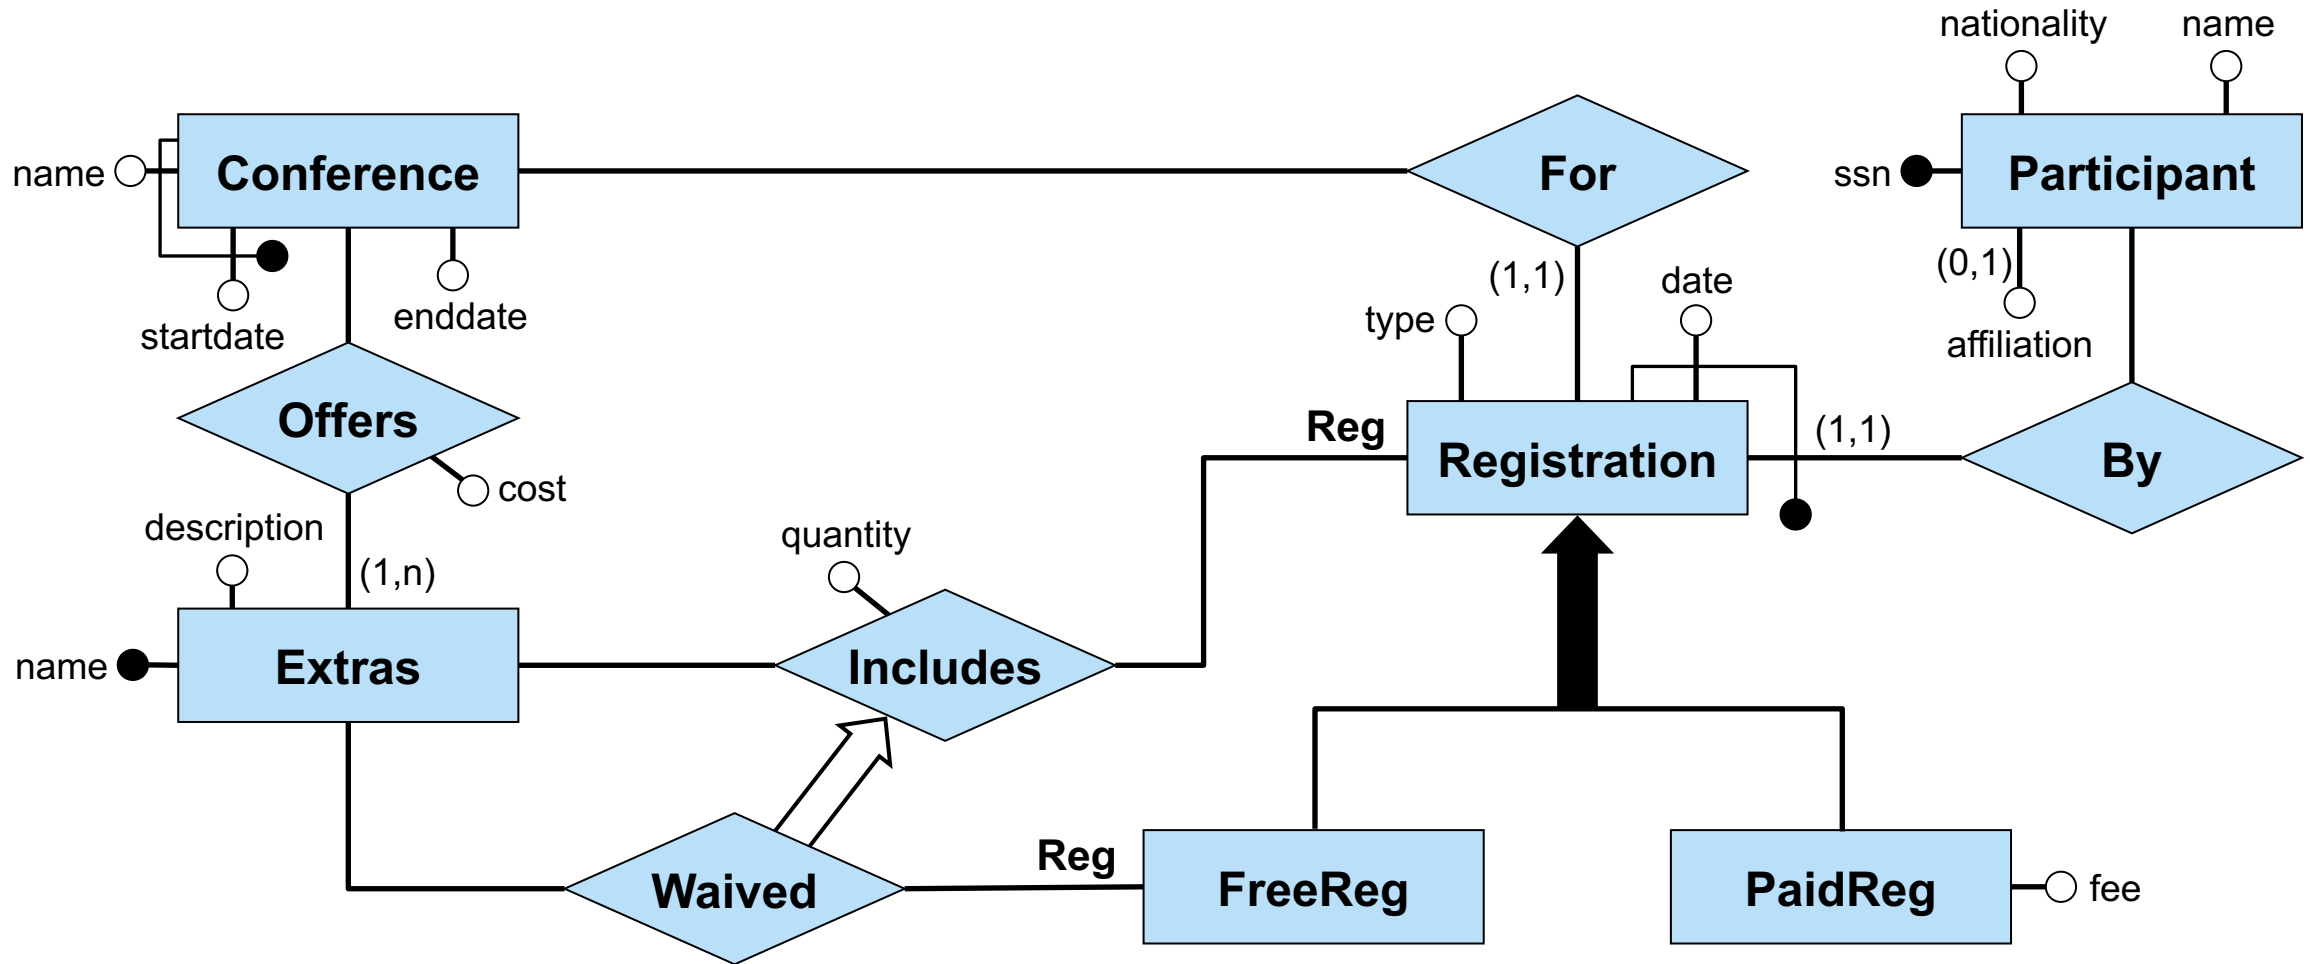 nationality
name
name
Conference
For
ssn
Participant
startdate
enddate
(1,1)
date
(0,1)
type
affiliation
Offers
Reg
Registration
(1,1)
By
cost
description
(1,n)
quantity
name
Extras
Includes
Reg
Waived
FreeReg
PaidReg
fee